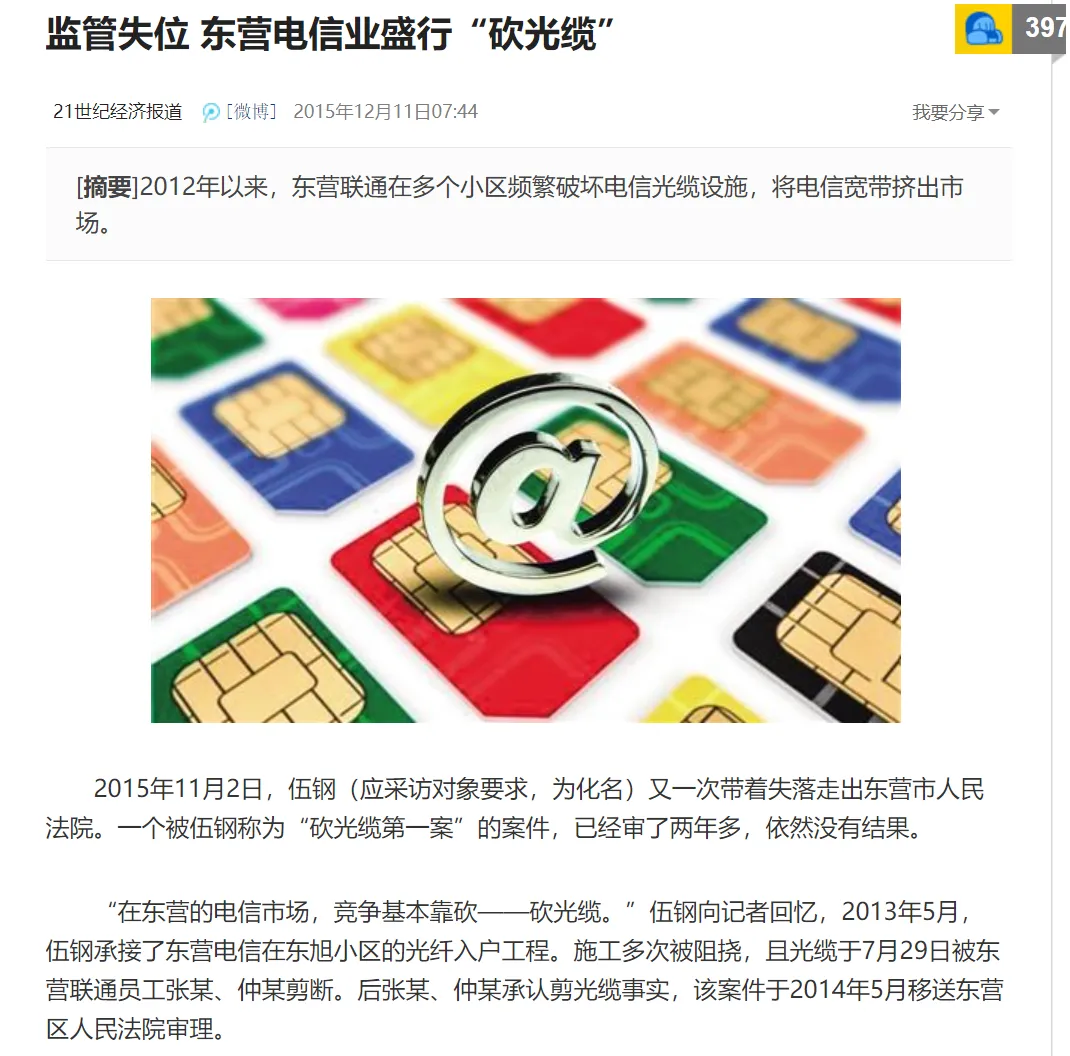 监管失位 东营电信业盛行“砍光缆”
397
21世纪经济报道 [微博] 2015年12月11日07:44 我要分享
[摘要]2012年以来，东营联通在多个小区频繁破坏电信光缆设施，将电信宽带挤出市
场。
@
2015年11月2日，伍钢（应采访对象要求，为化名）又一次带着失落走出东营市人民
法院。一个被伍钢称为“砍光缆第一案”的案件，已经审了两年多，依然没有结果。
“在东营的电信市场，竞争基本靠砍——砍光缆。”伍钢向记者回忆，2013年5月，
伍钢承接了东营电信在东旭小区的光纤入户工程。施工多次被阻挠，且光缆于7月29日被东
营联通员工张某、仲某剪断。后张某、仲某承认剪光缆事实，该案件于2014年5月移送东营
区人民法院审理。